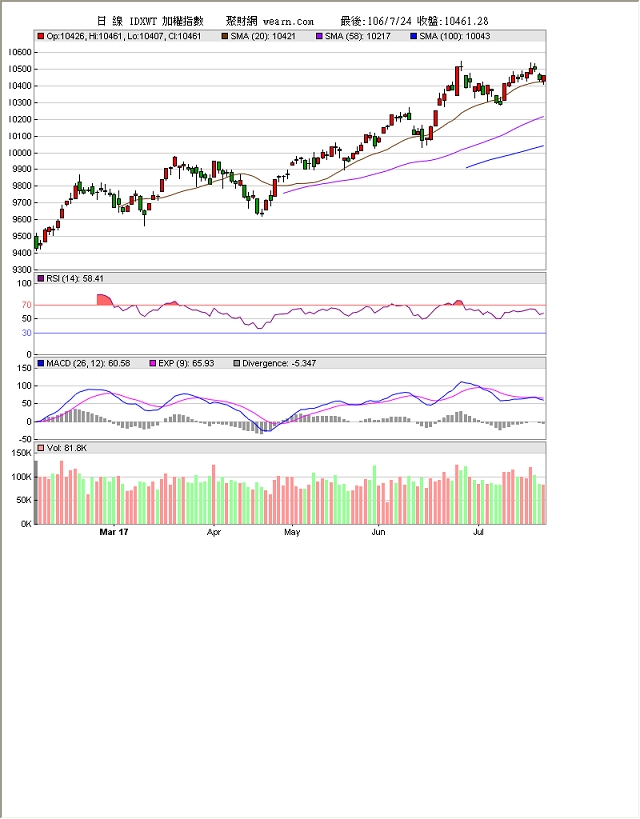 日 線 IDXWT 加權指數 聚財網 wearn.com 最後:106/7/24 收盤:10461.28
Op:10426, Hi:10461, Lo:10407, Cl:10461 SMA (20): 10421 SMA (58): 10217 SMA (100): 10043
10600
10500
10400
10300
10200
10100
10000
9900
9800
9700
9600
9500
9400
9300
RSI (14): 58.41
100
70
50
30
0
MACD (26, 12): 60.58 EXP (9): 65.93 Divergence: -5.347
150
100
50
0
-50
Vol: 81.8K
150K
100K
50K
0K
Mar 17 Apr May Jun Jul